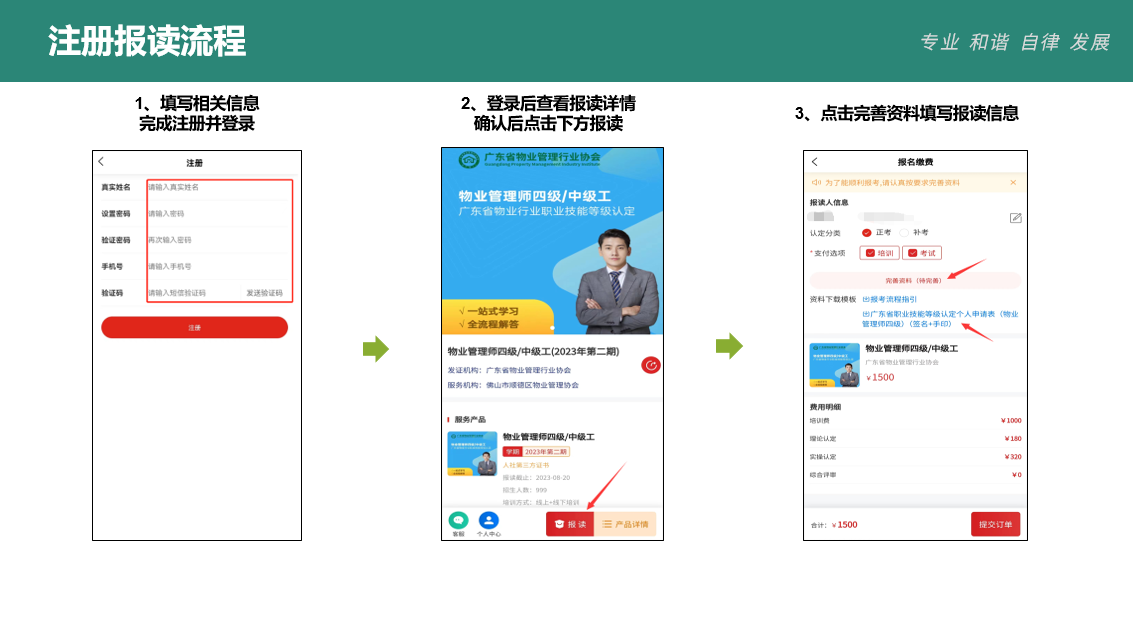 注册报读流程
专业 和谐 自律 发展
1、填写相关信息
完成注册并登录
2、登录后查看报读详情
确认后点击下方报读
3、点击完善资料填写报读信息
注册
真实姓名 请输入真实姓名
设置密码 请输入密码
验证密码 再次输入密码
手机号 请输入手机号
验证码 请输入短信验证码 发送验证码
注册
广东省物业管理行业协会
Guangdong Property Management Industry Institute
物业管理师四级/中级工
广东省物业行业职业技能等级认定
√ 一站式学习
√ 全流程解答
物业管理师四级/中级工(2023年第二期)
发证机构：广东省物业管理行业协会
服务机构：佛山市顺德区物业管理协会
服务产品
物业管理师四级/中级工
学期 2023年第二期
人社第三方证书
报读截止：2023-08-20
招生人数：999
培训方式：线上+线下培训
客服 个人中心 报 读 产品详情
报名缴费
为了能顺利报考,请认真按要求完善资料 ×
报读人信息
认定分类 正考 补考
*支付选项 培训 考试
完善资料（待完善）
资料下载模板 报考流程指引
广东省职业技能等级认定个人申请表（物业
管理师四级）（签名+手印）
物业管理师四级/中级工
广东省物业管理行业协会
￥1500
费用明细
培训费 ￥1000
理论认定 ￥180
实操认定 ￥320
综合评审 ￥0
合计：￥1500 提交订单